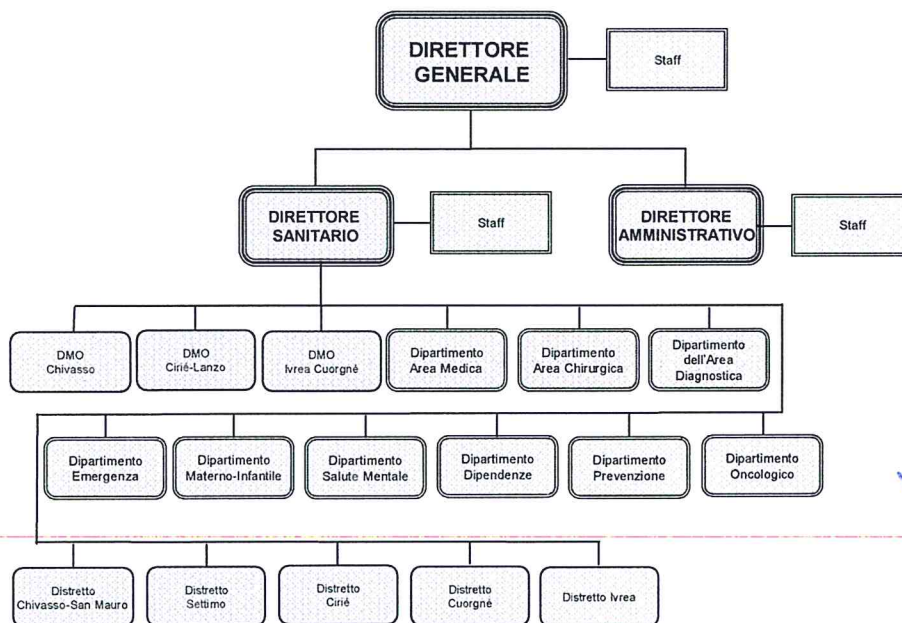 DIRETTORE
GENERALE
Staff
DIRETTORE
SANITARIO
Staff
DIRETTORE
AMMINISTRATIVO
Staff
DMO
Chivasso
DMO
Cirié-Lanzo
DMO
Ivrea Cuorgnè
Dipartimento
Area Medica
Dipartimento
Area Chirurgica
Dipartimento
dell'Area
Diagnostica
Dipartimento
Emergenza
Dipartimento
Materno-Infantile
Dipartimento
Salute Mentale
Dipartimento
Dipendenze
Dipartimento
Prevenzione
Dipartimento
Oncologico
Distretto
Chivasso-San Mauro
Distretto
Settimo
Distretto
Cirié
Distretto
Cuorgnè
Distretto Ivrea